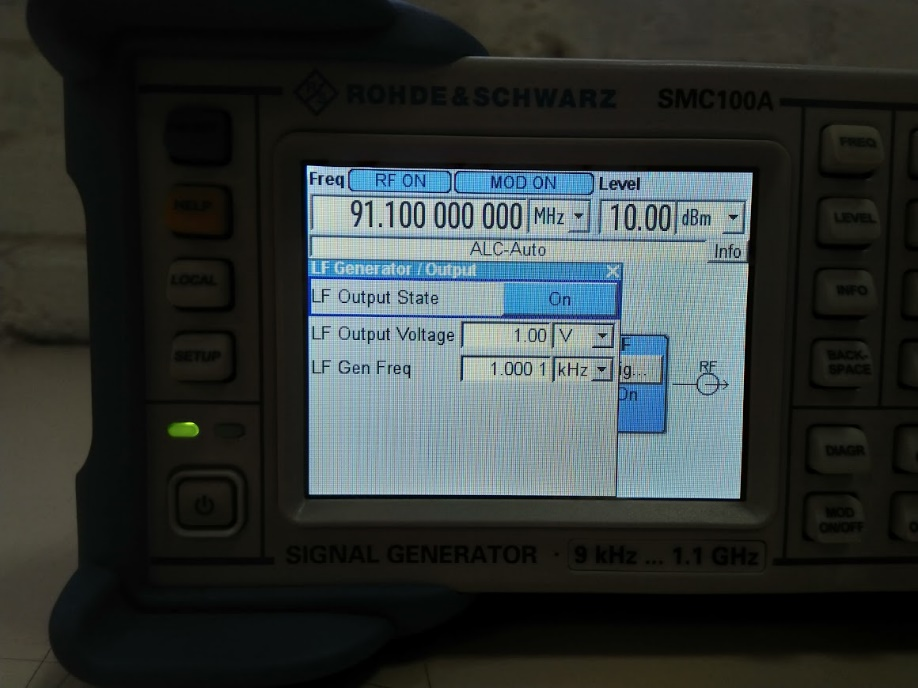 ROHDE&SCHWARZ SMC100A
HELP
LOCAL
SETUP
Freq RF ON MOD ON Level
91.100 000 000 MHz 10.00 dBm
ALC-Auto
Info
LF Generator / Output
LF Output State On
LF Output Voltage 1.00 V
LF Gen Freq 1.000 1 kHz
F
ig...
On
RF
FREQ
LEVEL
INFO
BACK-
SPACE
DIAGR
MOD
ON/OFF
SIGNAL GENERATOR · 9 kHz ... 1.1 GHz